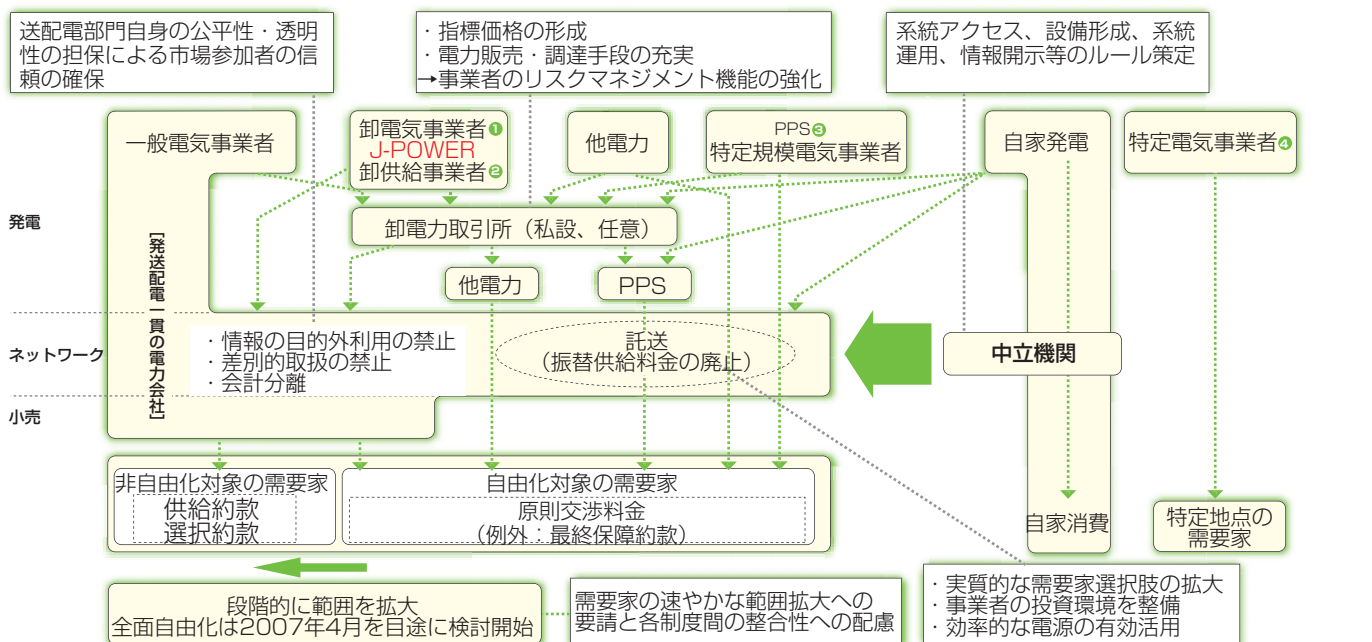 送配電部門自身の公平性・透明
性の担保による市場参加者の信
頼の確保
・指標価格の形成
・電力販売・調達手段の充実
→事業者のリスクマネジメント機能の強化
系統アクセス、設備形成、系統
運用、情報開示等のルール策定
一般電気事業者
卸電気事業者❶
J-POWER
卸供給事業者❷
他電力
PPS❸
特定規模電気事業者
自家発電
特定電気事業者❹
発電
卸電力取引所（私設、任意）
[発送配電一貫の電力会社]
他電力
PPS
ネットワーク
・情報の目的外利用の禁止
・差別的取扱の禁止
・会計分離
託送
（振替供給料金の廃止）
中立機関
小売
非自由化対象の需要家
供給約款
選択約款
自由化対象の需要家
原則交渉料金
（例外：最終保障約款）
自家消費
特定地点の
需要家
段階的に範囲を拡大
全面自由化は2007年4月を目途に検討開始
需要家の速やかな範囲拡大への
要請と各制度間の整合性への配慮
・実質的な需要家選択肢の拡大
・事業者の投資環境を整備
・効率的な電源の有効活用